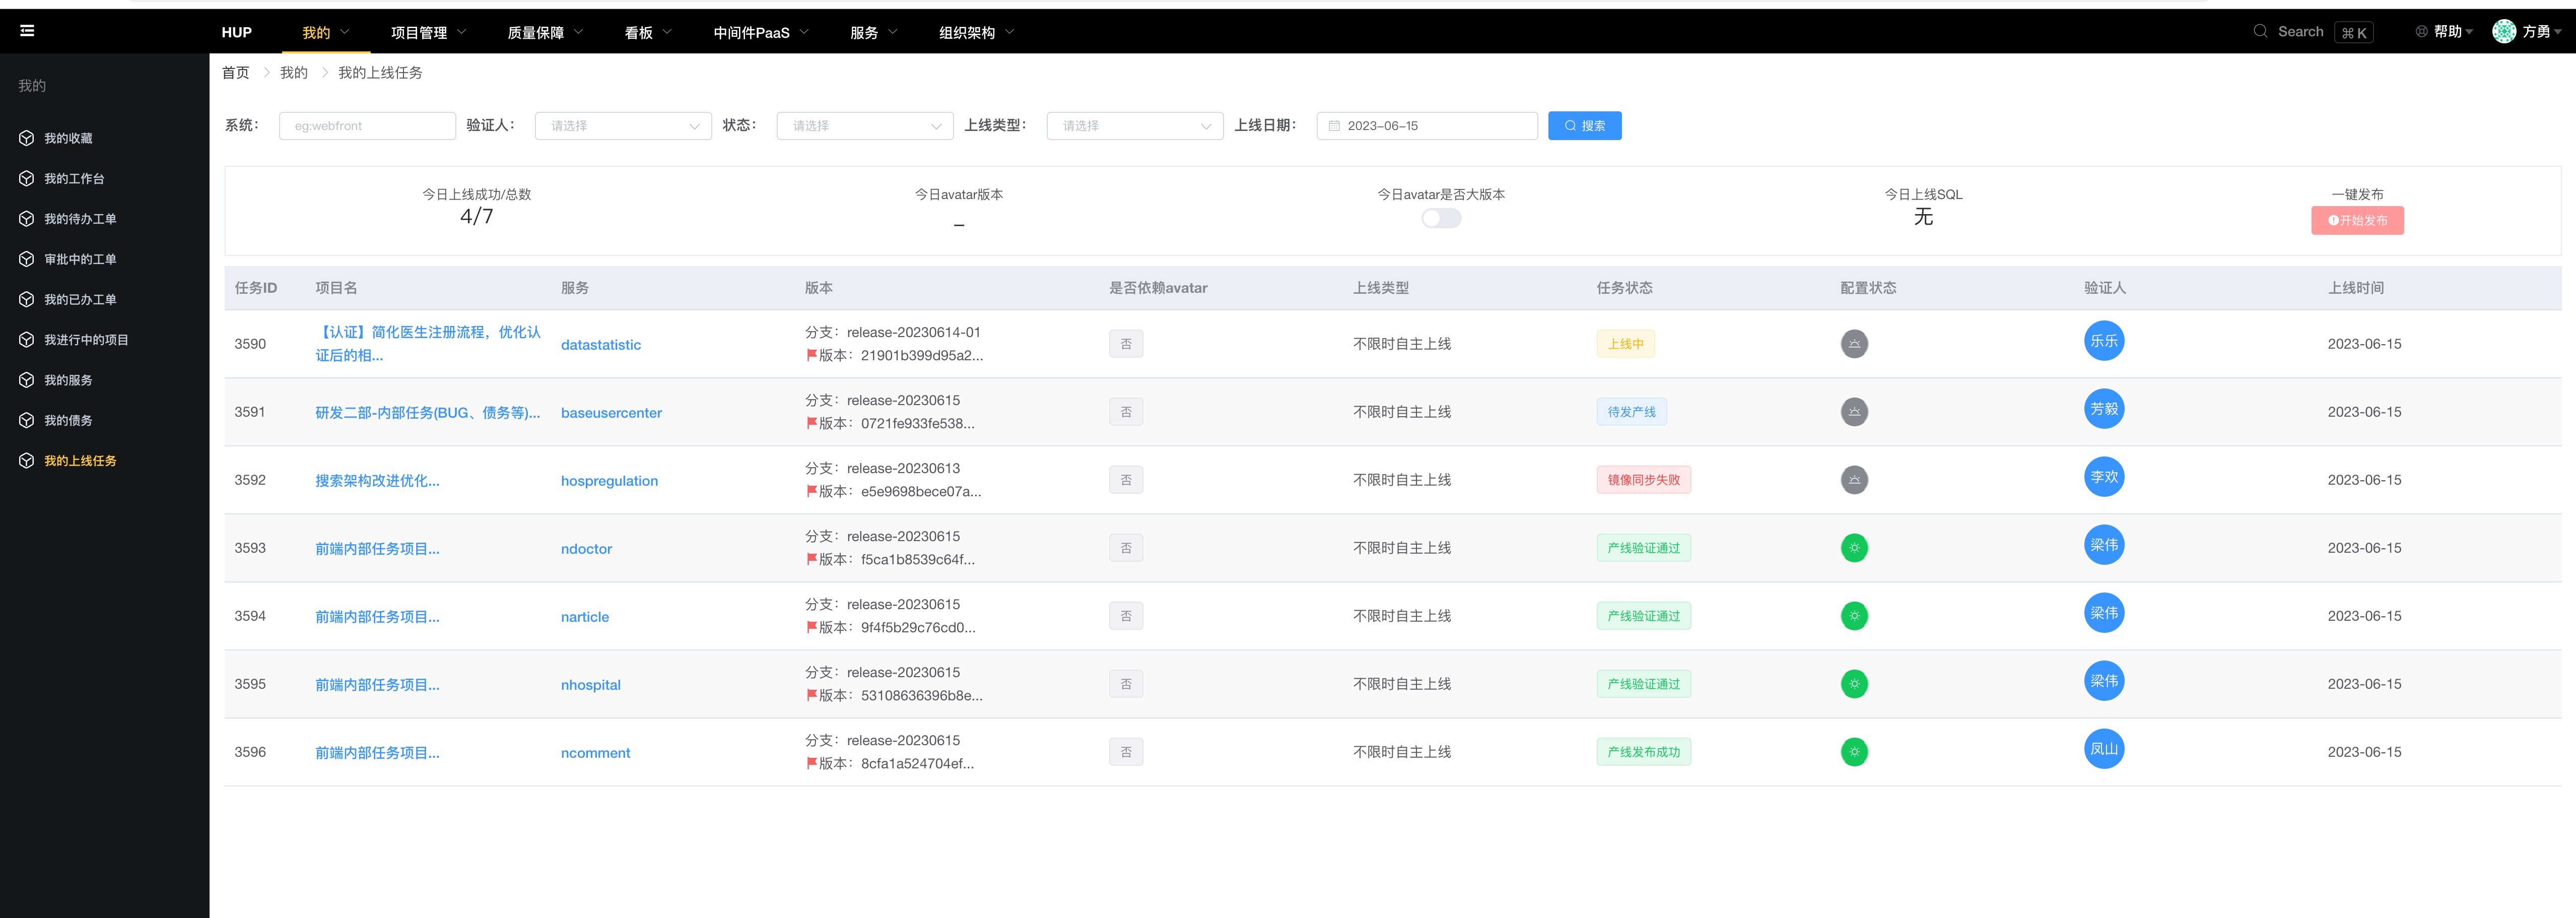 HUP 我的 项目管理 质量保障 看板 中间件PaaS 服务 组织架构 Search ⌘ K 帮助 方勇
我的
我的收藏
我的工作台
我的待办工单
审批中的工单
我的已办工单
我进行中的项目
我的服务
我的债务
我的上线任务
首页 > 我的 > 我的上线任务
系统： eg:webfront 验证人： 请选择 状态： 请选择 上线类型： 请选择 上线日期： 2023-06-15 搜索
今日上线成功/总数 今日avatar版本 今日avatar是否大版本 今日上线SQL 一键发布
4/7 – 无 开始发布
任务ID 项目名 服务 版本 是否依赖avatar 上线类型 任务状态 配置状态 验证人 上线时间
3590 【认证】简化医生注册流程，优化认 datastatistic 分支：release-20230614-01 否 不限时自主上线 上线中 乐乐 2023-06-15
证后的相... 版本：21901b399d95a2...
3591 研发二部-内部任务(BUG、债务等)... baseusercenter 分支：release-20230615 否 不限时自主上线 待发产线 芳毅 2023-06-15
版本：0721fe933fe538...
3592 搜索架构改进优化... hospregulation 分支：release-20230613 否 不限时自主上线 镜像同步失败 李欢 2023-06-15
版本：e5e9698bece07a...
3593 前端内部任务项目... ndoctor 分支：release-20230615 否 不限时自主上线 产线验证通过 梁伟 2023-06-15
版本：f5ca1b8539c64f...
3594 前端内部任务项目... narticle 分支：release-20230615 否 不限时自主上线 产线验证通过 梁伟 2023-06-15
版本：9f4f5b29c76cd0...
3595 前端内部任务项目... nhospital 分支：release-20230615 否 不限时自主上线 产线验证通过 梁伟 2023-06-15
版本：53108636396b8e...
3596 前端内部任务项目... ncomment 分支：release-20230615 否 不限时自主上线 产线发布成功 凤山 2023-06-15
版本：8cfa1a524704ef...